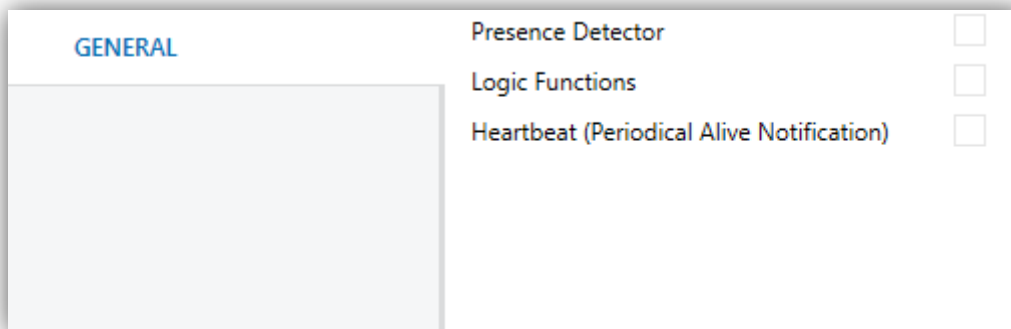 GENERAL
Presence Detector
Logic Functions
Heartbeat (Periodical Alive Notification)